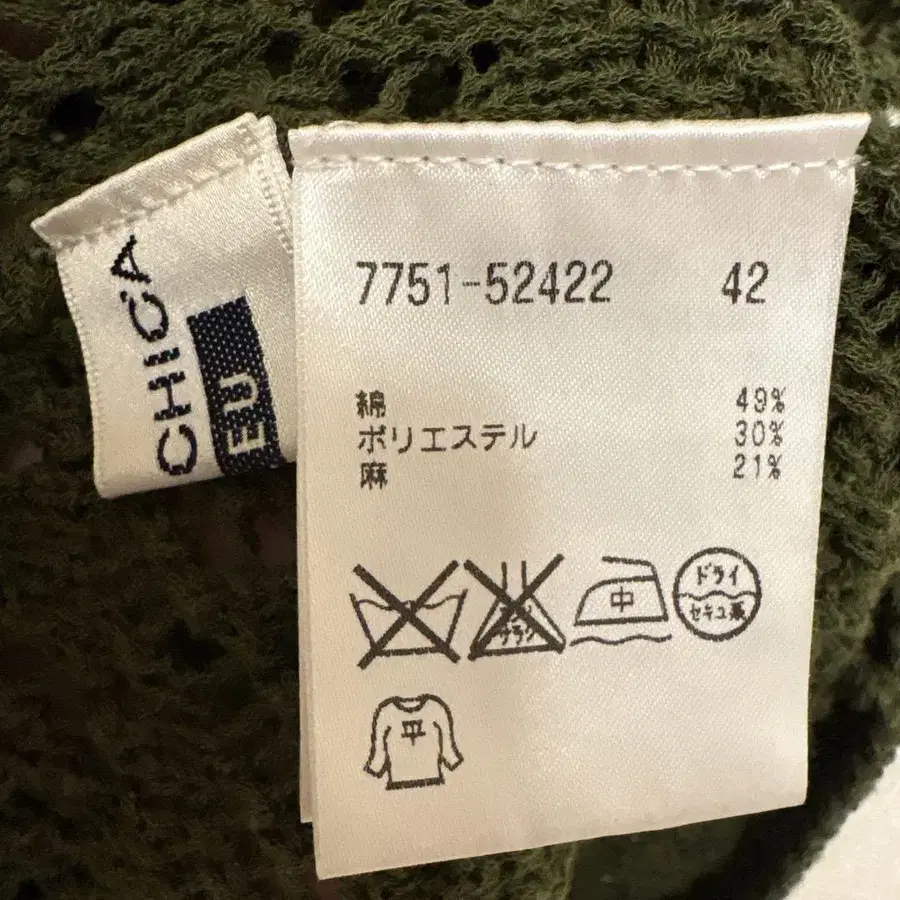 CHICA
EU
7751-52422 42
綿 49%
ポリエステル 30%
麻 21%
中
ドライ
セキユ系
平